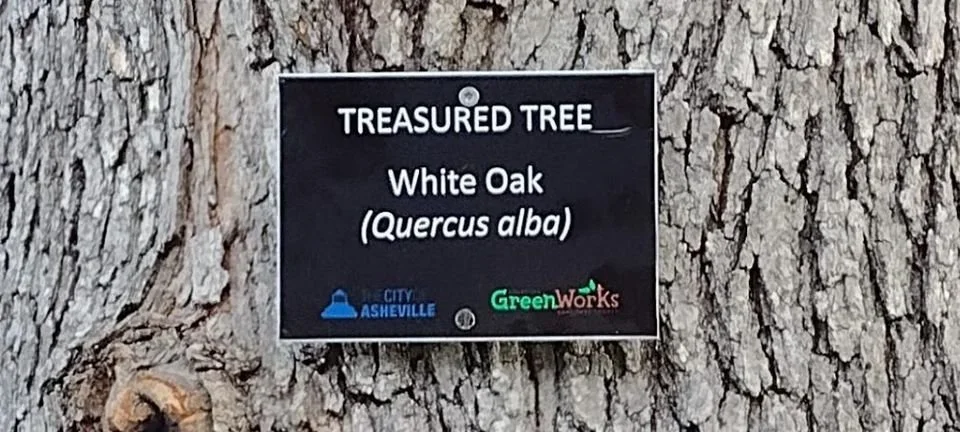 TREASURED TREE
White Oak
(Quercus alba)
THE CITY OF
ASHEVILLE
GreenWorks